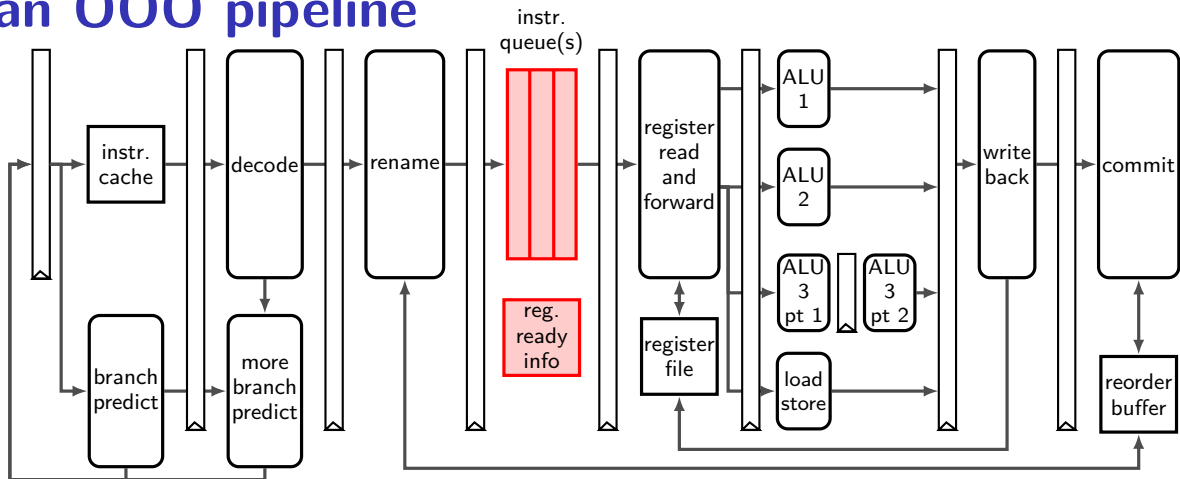 an OOO pipeline
instr.
queue(s)
instr.
cache
decode
rename
register
read
and
forward
ALU
1
ALU
2
ALU
3
pt 1
ALU
3
pt 2
load
store
write
back
commit
branch
predict
more
branch
predict
reg.
ready
info
register
file
reorder
buffer